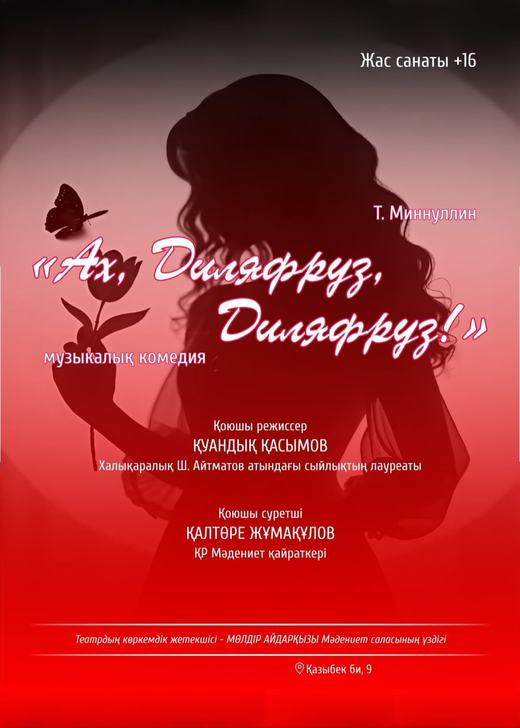 Жас санаты +16
Т. Миннуллин
«Ах, Диляфруз,
Диляфруз!»
музыкалық комедия
Қоюшы режиссер
ҚУАНДЫҚ ҚАСЫМОВ
Халықаралық Ш. Айтматов атындағы сыйлықтың лауреаты
Қоюшы суретші
ҚАЛТӨРЕ ЖҰМАҚҰЛОВ
ҚР Мәдениет қайраткері
Театрдың көркемдік жетекшісі - МӨЛДІР АЙДАРҚЫЗЫ Мәдениет саласының үздігі
Қазыбек би, 9